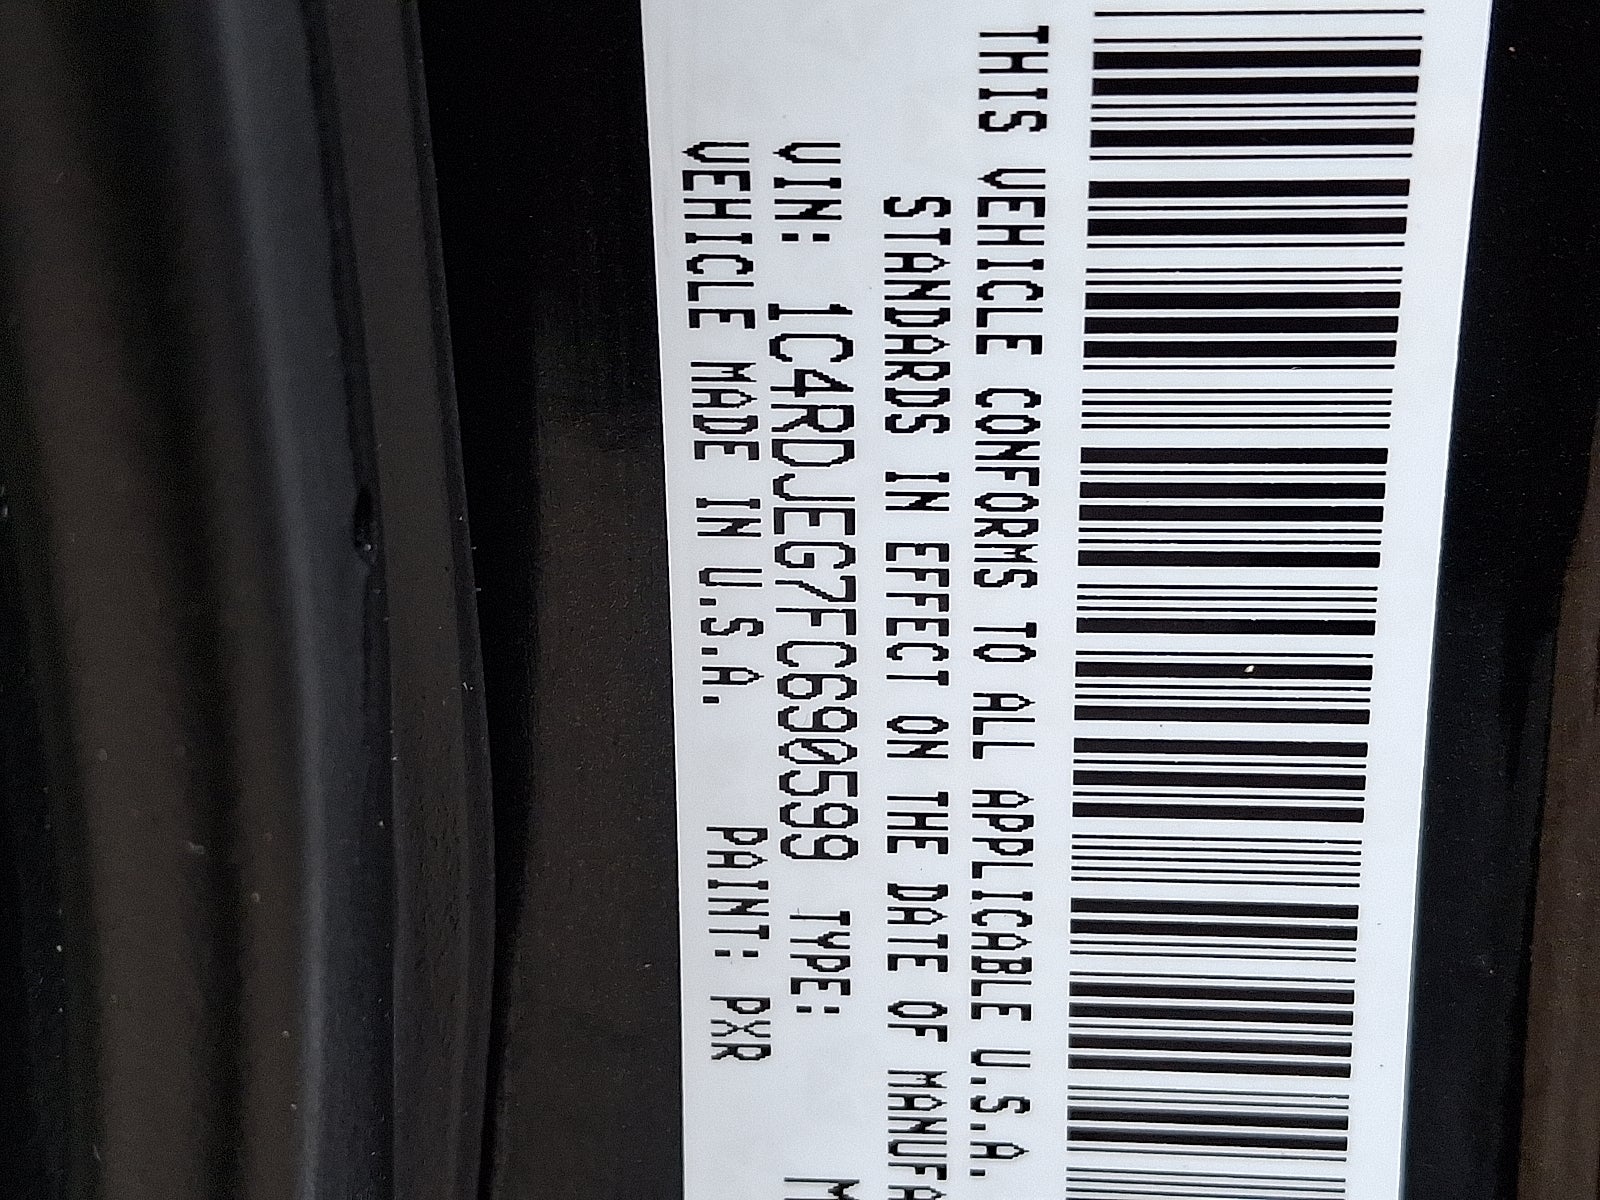 THIS VEHICLE CONFORMS TO ALL APPLICABLE U.S.A.
STANDARDS IN EFFECT ON THE DATE OF MANUFA
VIN: 1C4RDJEG7FC690599 TYPE: M
VEHICLE MADE IN U.S.A. PAINT: PXR